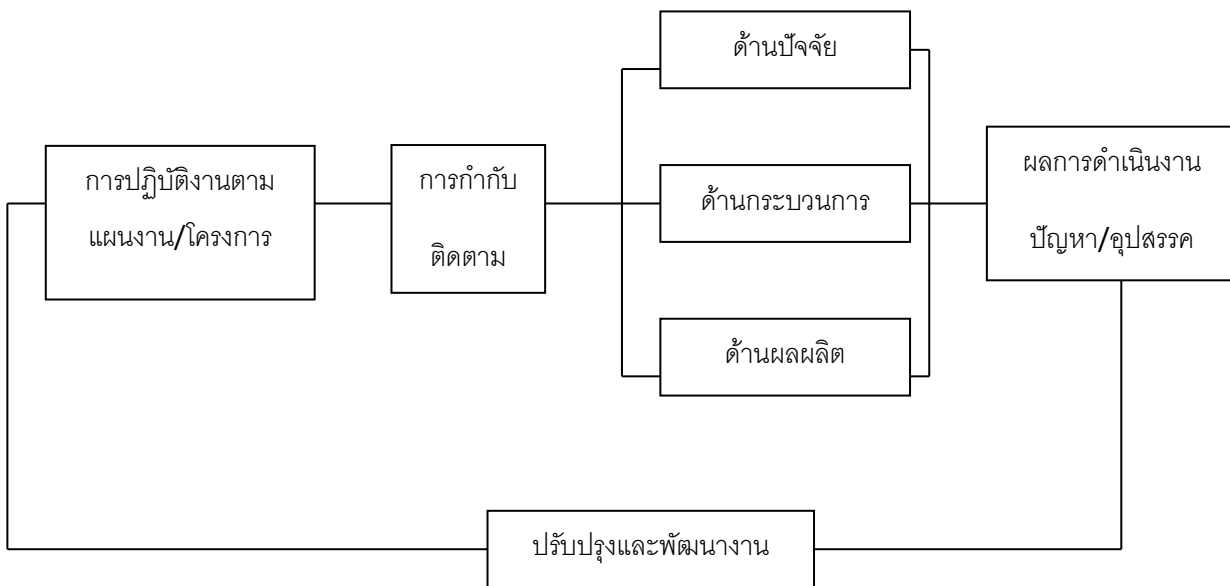 ด้านปัจจัย
การปฏิบัติงานตาม
แผนงาน/โครงการ
การกำกับ
ติดตาม
ด้านกระบวนการ
ผลการดำเนินงาน
ปัญหา/อุปสรรค
ด้านผลผลิต
ปรับปรุงและพัฒนางาน